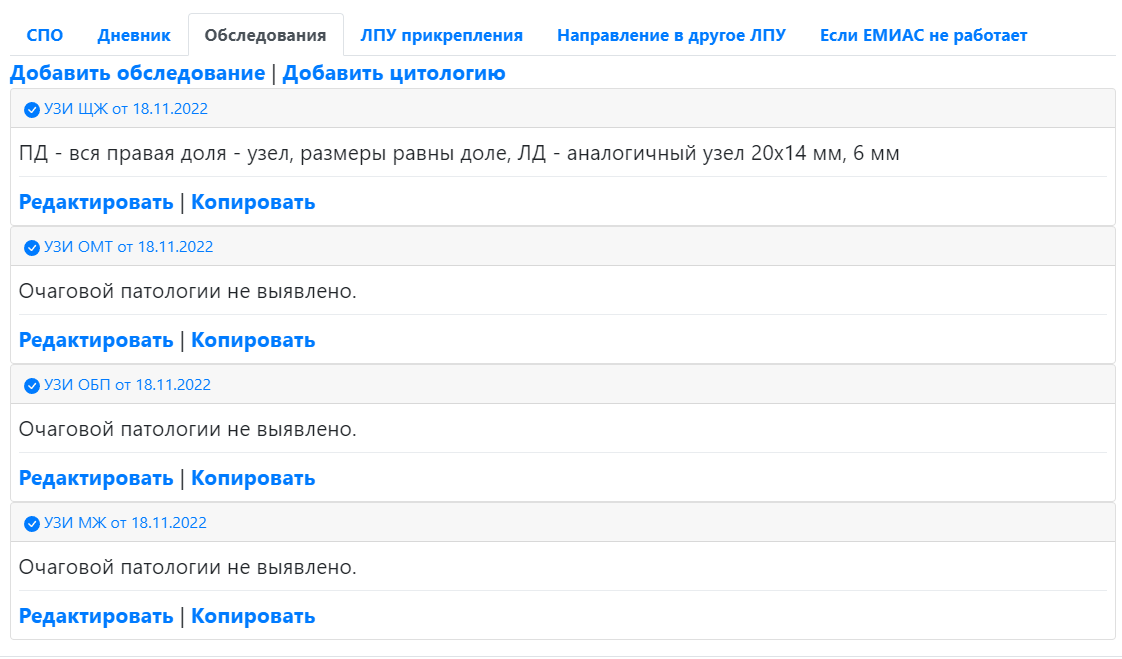 СПО Дневник Обследования ЛПУ прикрепления Направление в другое ЛПУ Если ЕМИАС не работает
Добавить обследование | Добавить цитологию
УЗИ ЩЖ от 18.11.2022
ПД - вся правая доля - узел, размеры равны доле, ЛД - аналогичный узел 20х14 мм, 6 мм
Редактировать | Копировать
УЗИ ОМТ от 18.11.2022
Очаговой патологии не выявлено.
Редактировать | Копировать
УЗИ ОБП от 18.11.2022
Очаговой патологии не выявлено.
Редактировать | Копировать
УЗИ МЖ от 18.11.2022
Очаговой патологии не выявлено.
Редактировать | Копировать